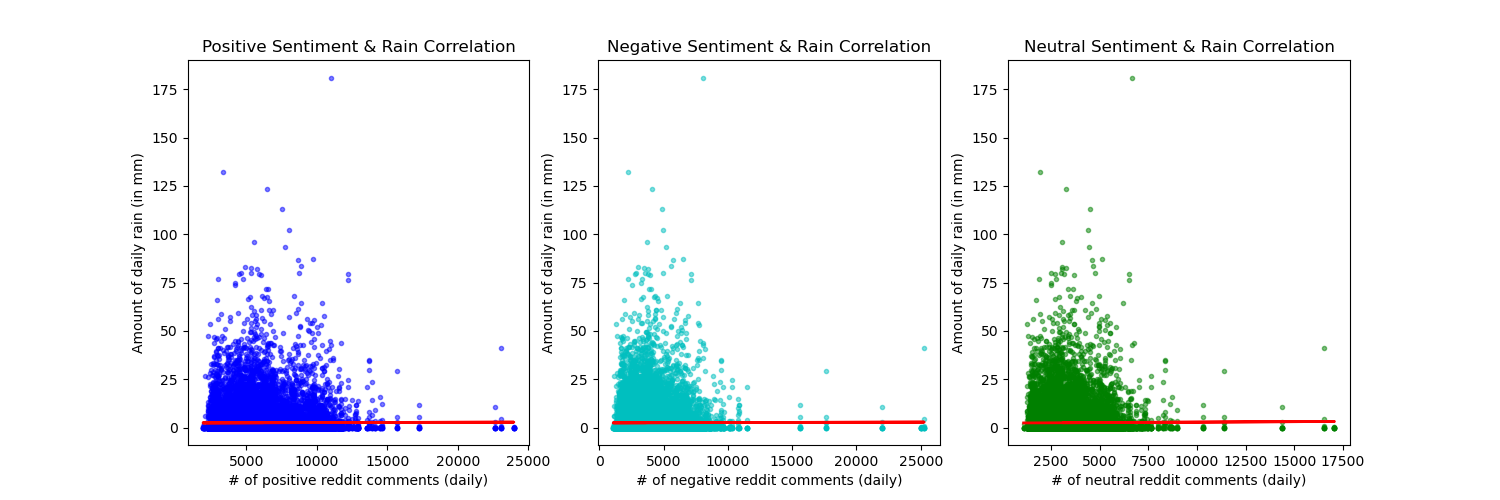 Positive Sentiment & Rain Correlation
175
150
125
100
75
50
25
0
Amount of daily rain (in mm)
5000 10000 15000 20000 25000
# of positive reddit comments (daily)
Negative Sentiment & Rain Correlation
175
150
125
100
75
50
25
0
Amount of daily rain (in mm)
0 5000 10000 15000 20000 25000
# of negative reddit comments (daily)
Neutral Sentiment & Rain Correlation
175
150
125
100
75
50
25
0
Amount of daily rain (in mm)
2500 5000 7500 10000 12500 15000 17500
# of neutral reddit comments (daily)